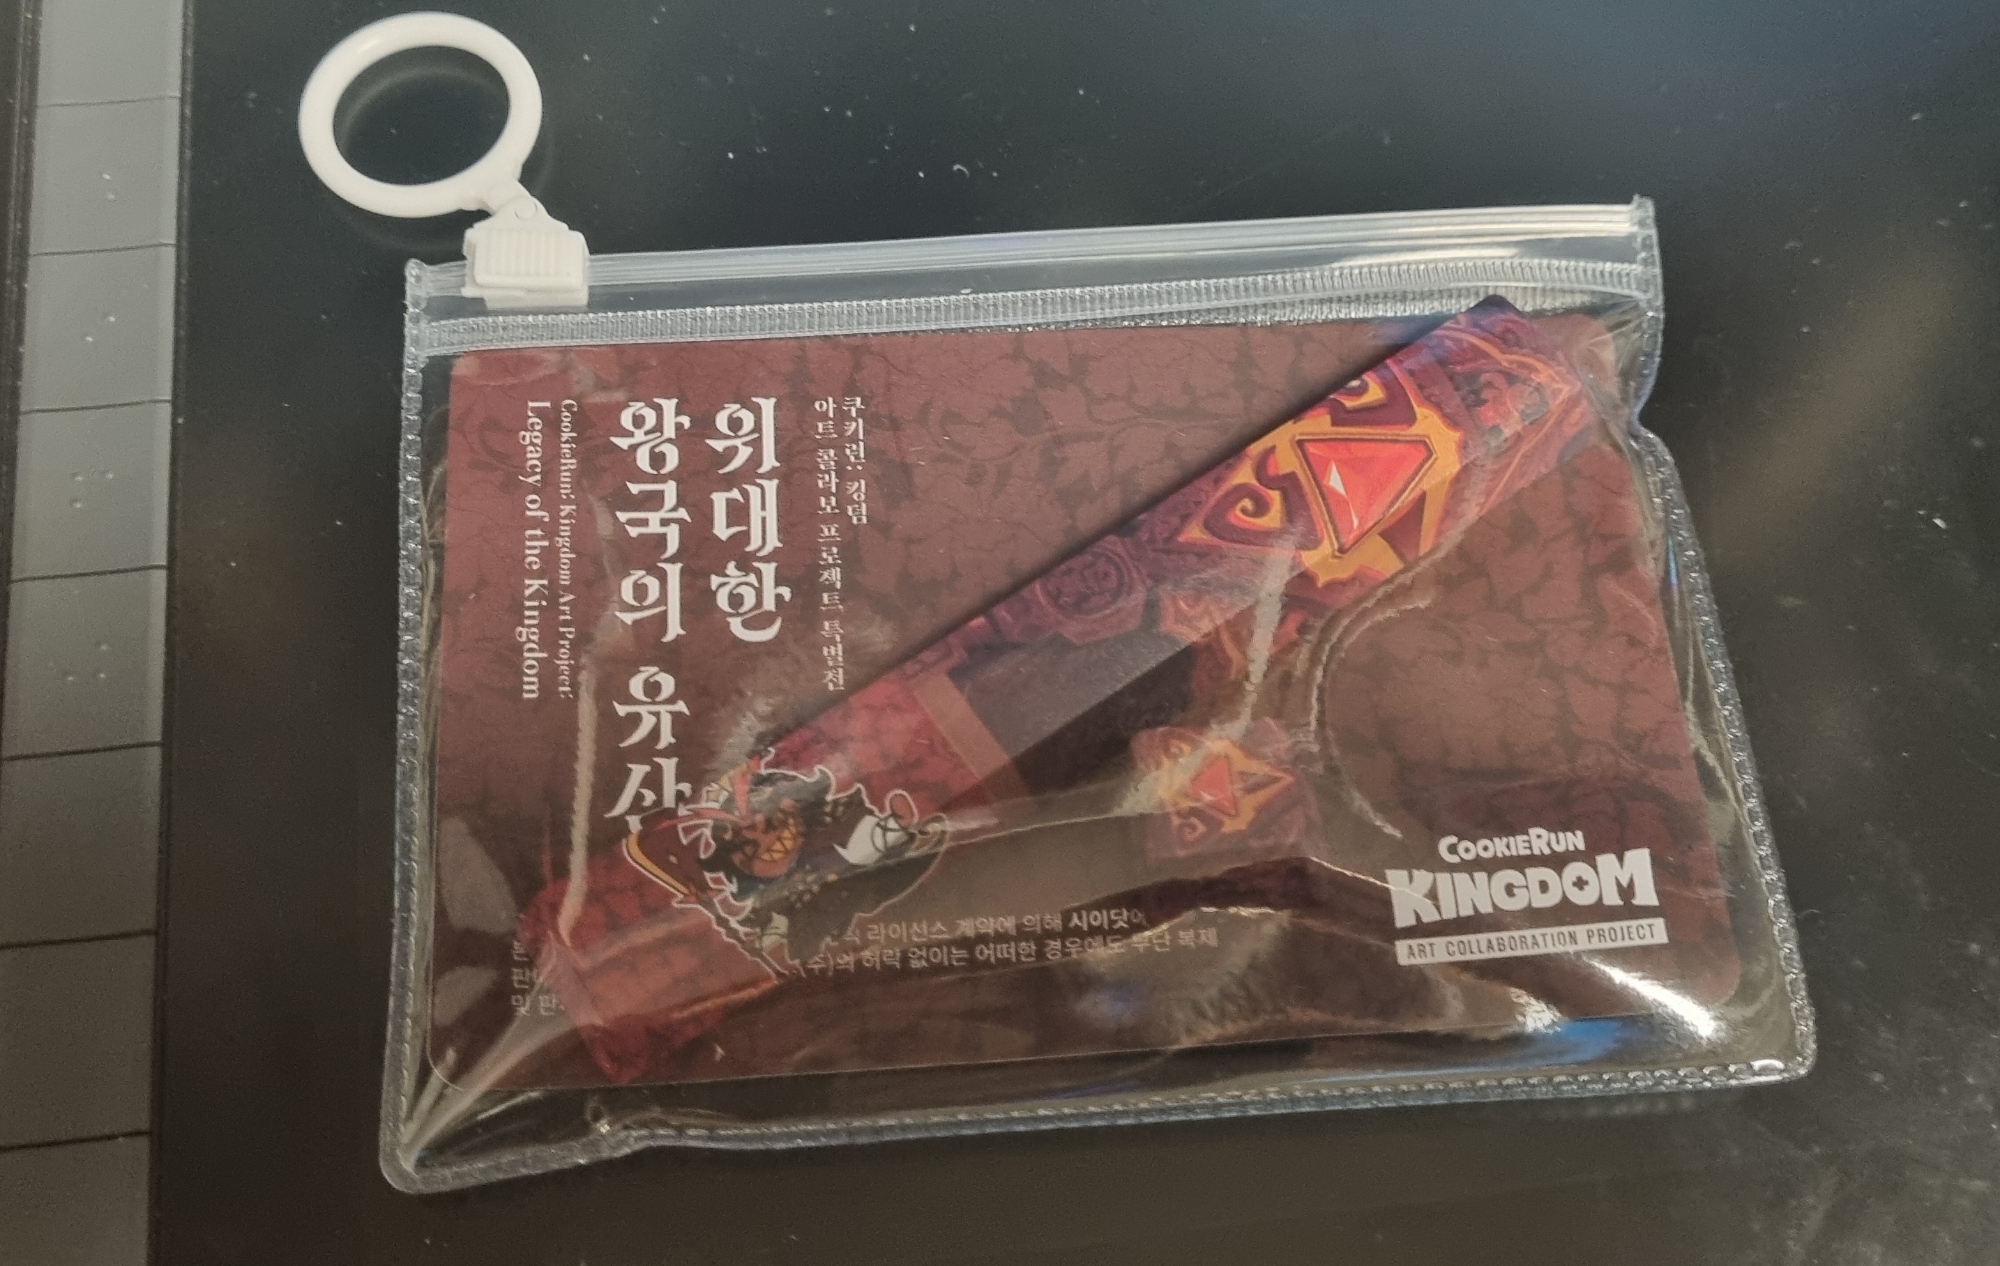 쿠키런: 킹덤
아트 콜라보 프로젝트 특별전
위대한
왕국의 유산
CookieRun: Kingdom Art Project:
Legacy of the Kingdom
라이선스 계약에 의해 시이닷에
(주)의 허락 없이는 어떠한 경우에도 무단 복제
및
COOKIERUN
KINGDOM
ART COLLABORATION PROJECT